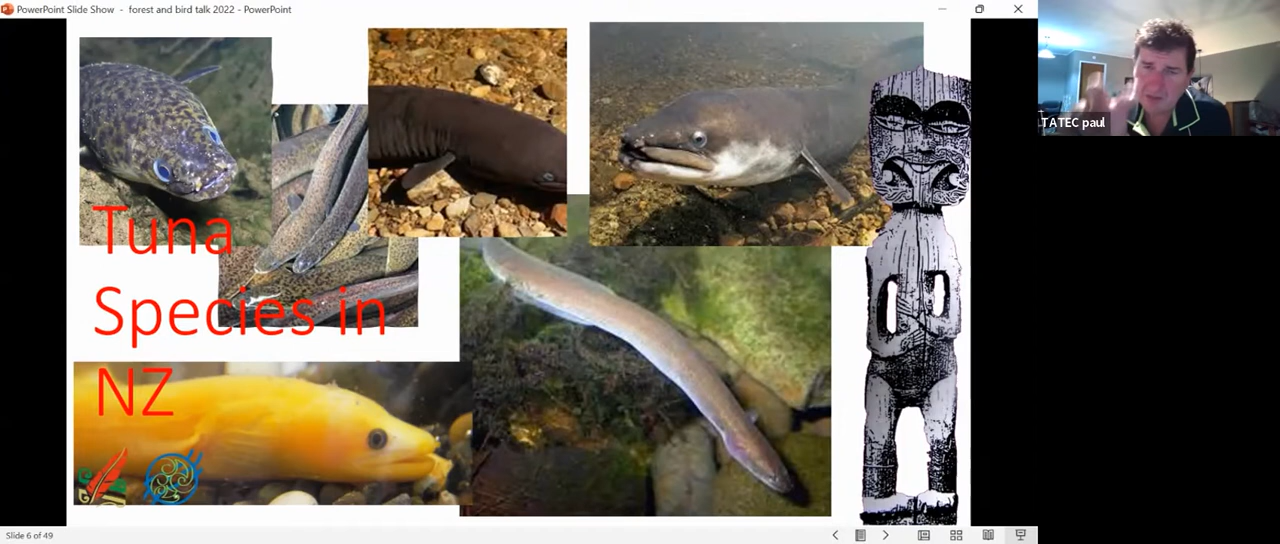 PowerPoint Slide Show - forest and bird talk 2022 - PowerPoint
TATEC paul
Tuna
Species in
NZ
Slide 6 of 49